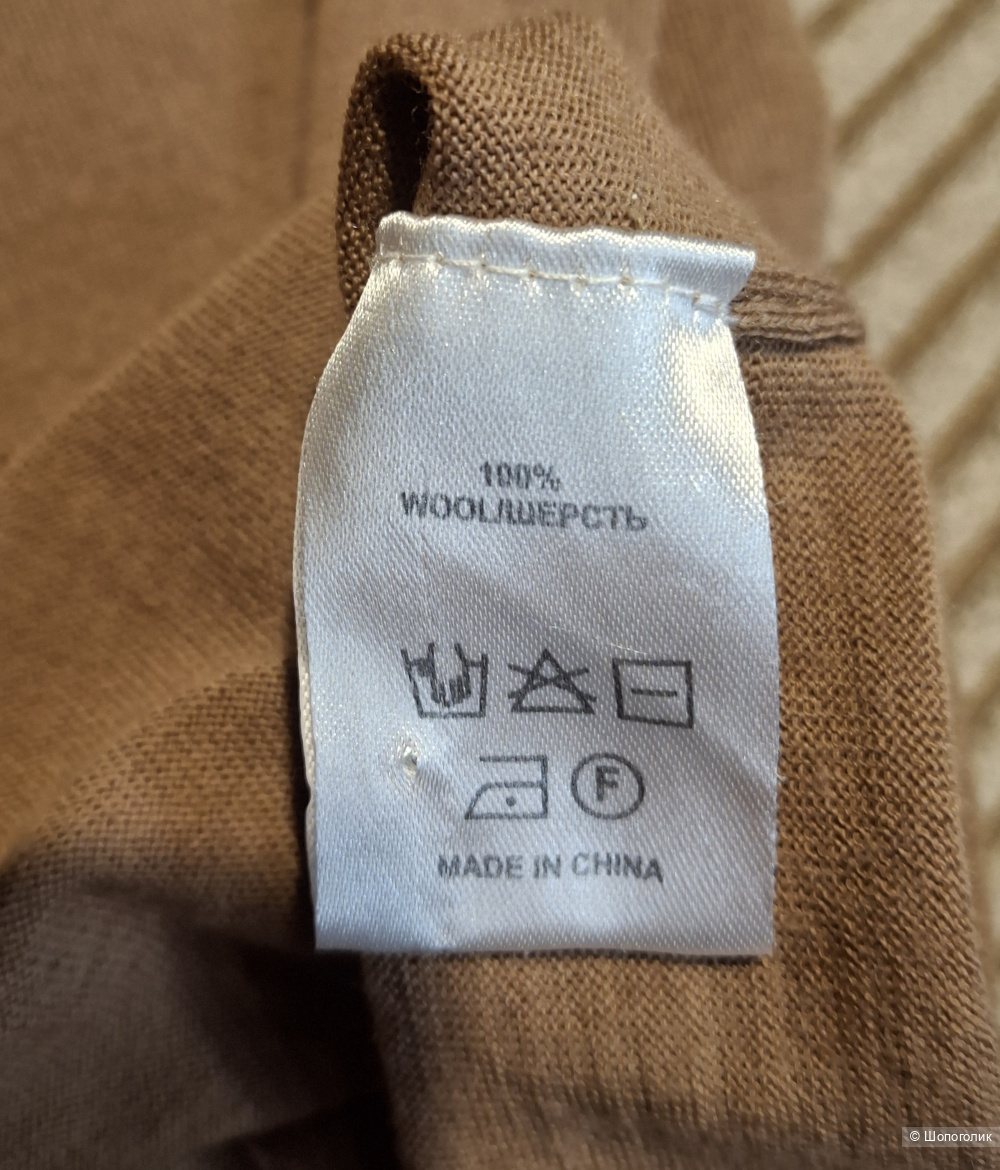 100%
WOOL/ШЕРСТЬ
F
MADE IN CHINA
© Шопоголик